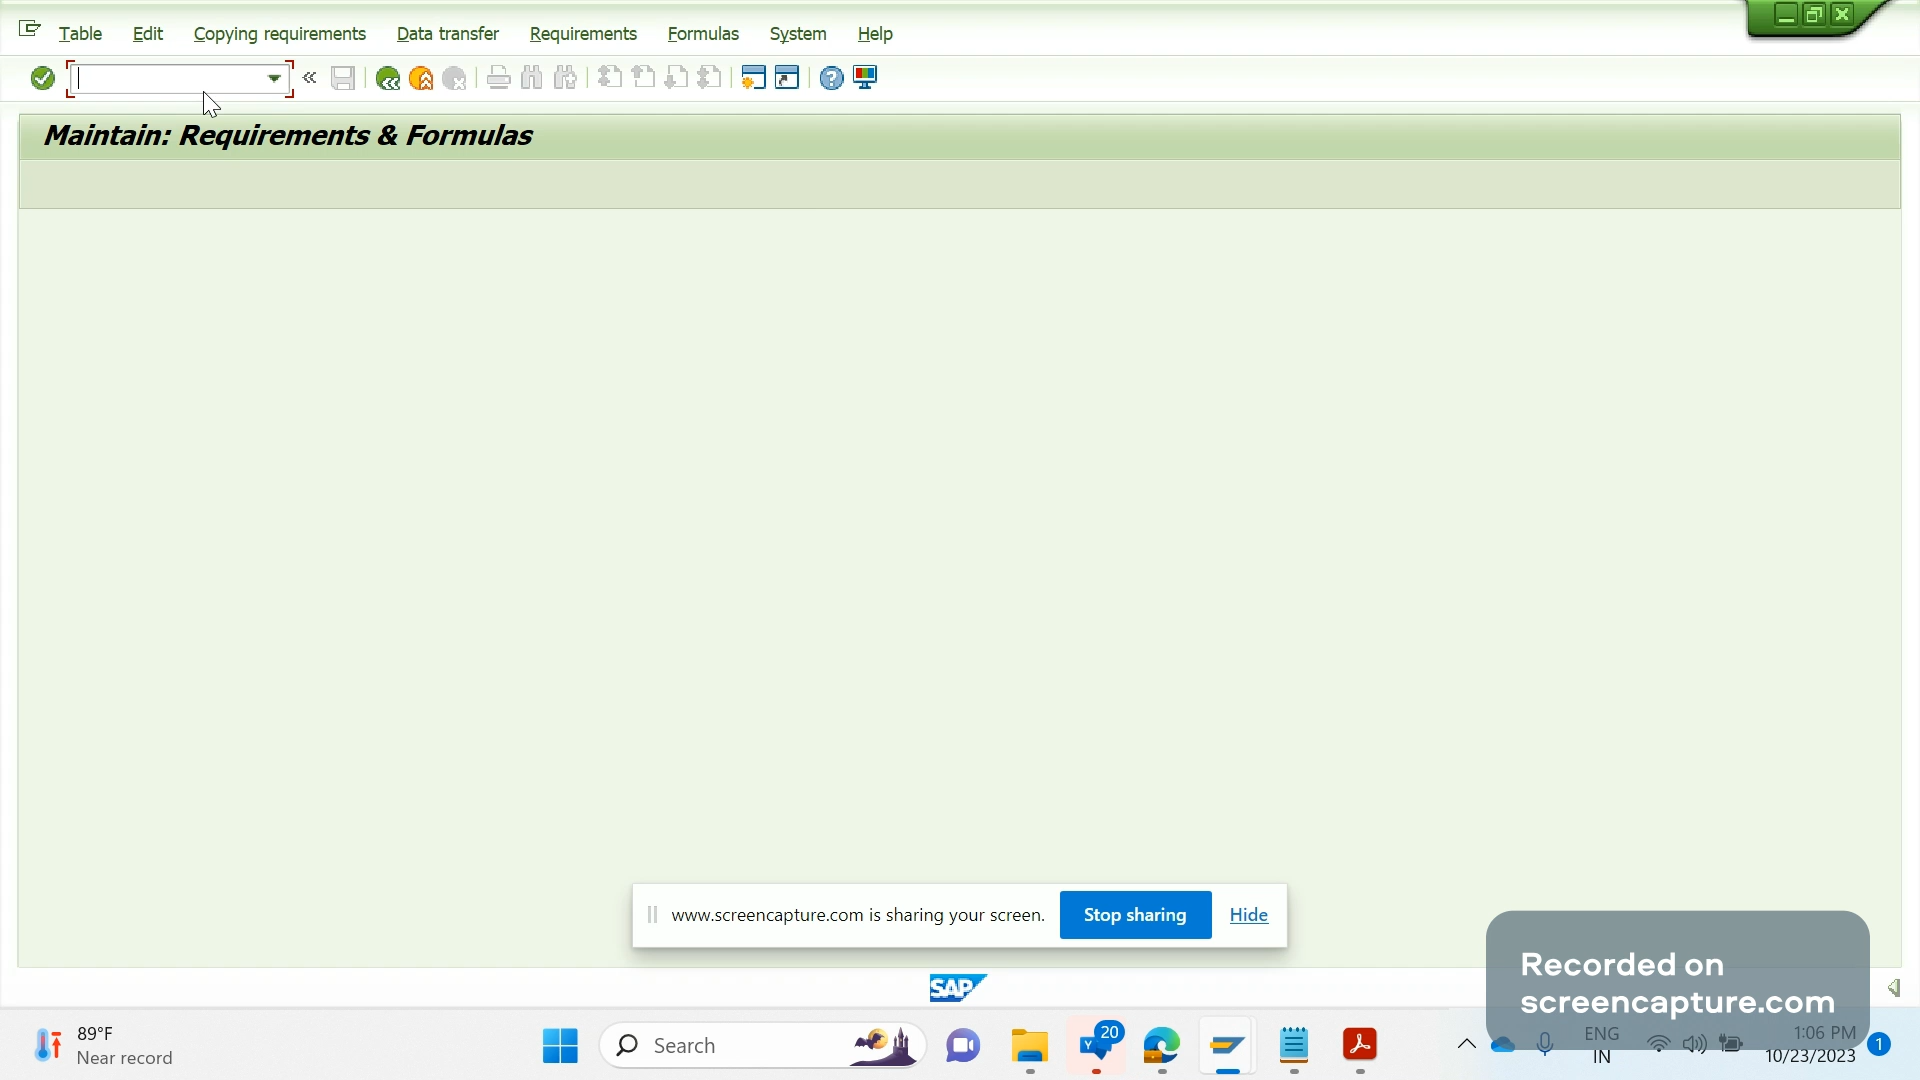 Table Edit Copying requirements Data transfer Requirements Formulas System Help
Maintain: Requirements & Formulas
www.screencapture.com is sharing your screen. Stop sharing Hide
Recorded on
screencapture.com
SAP
89°F
Near record
Search
20
ENG
IN
1:06 PM
10/23/2023
1